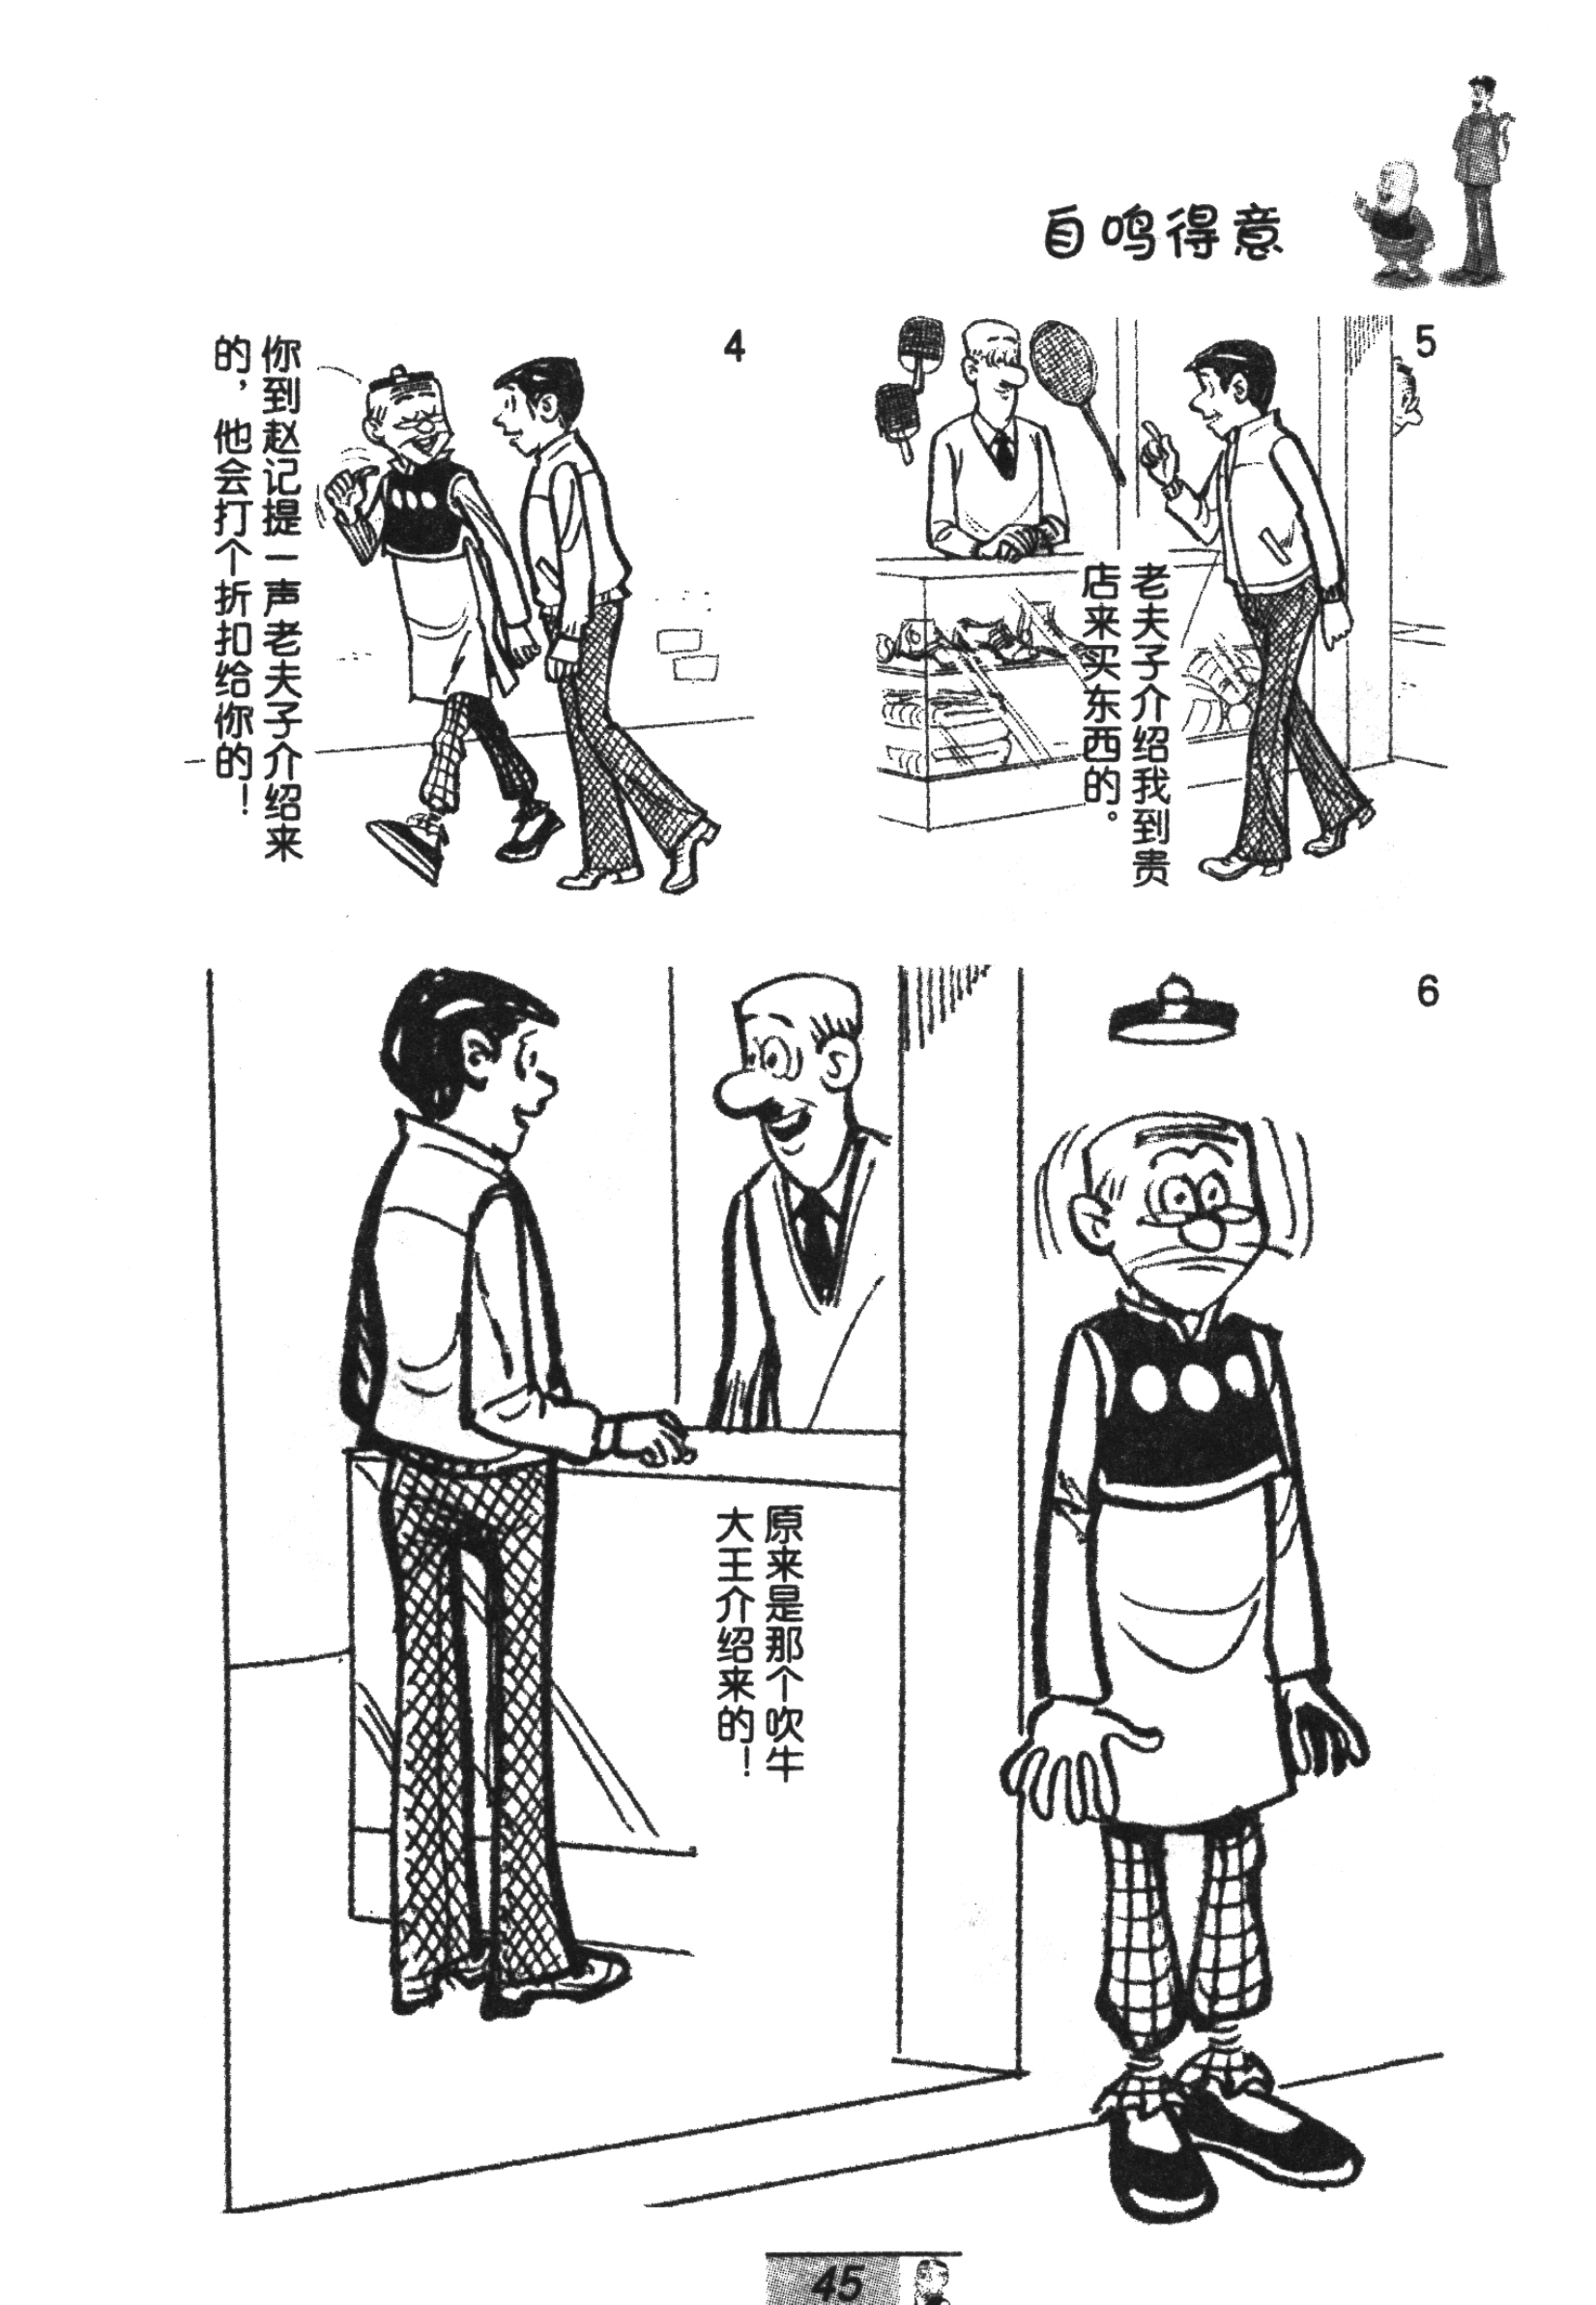 自鸣得意
4
你到赵记提一声老夫子介绍来
的，他会打个折扣给你的！
5
老夫子介绍我到贵
店来买东西的。
6
原来是那个吹牛
大王介绍来的！
45